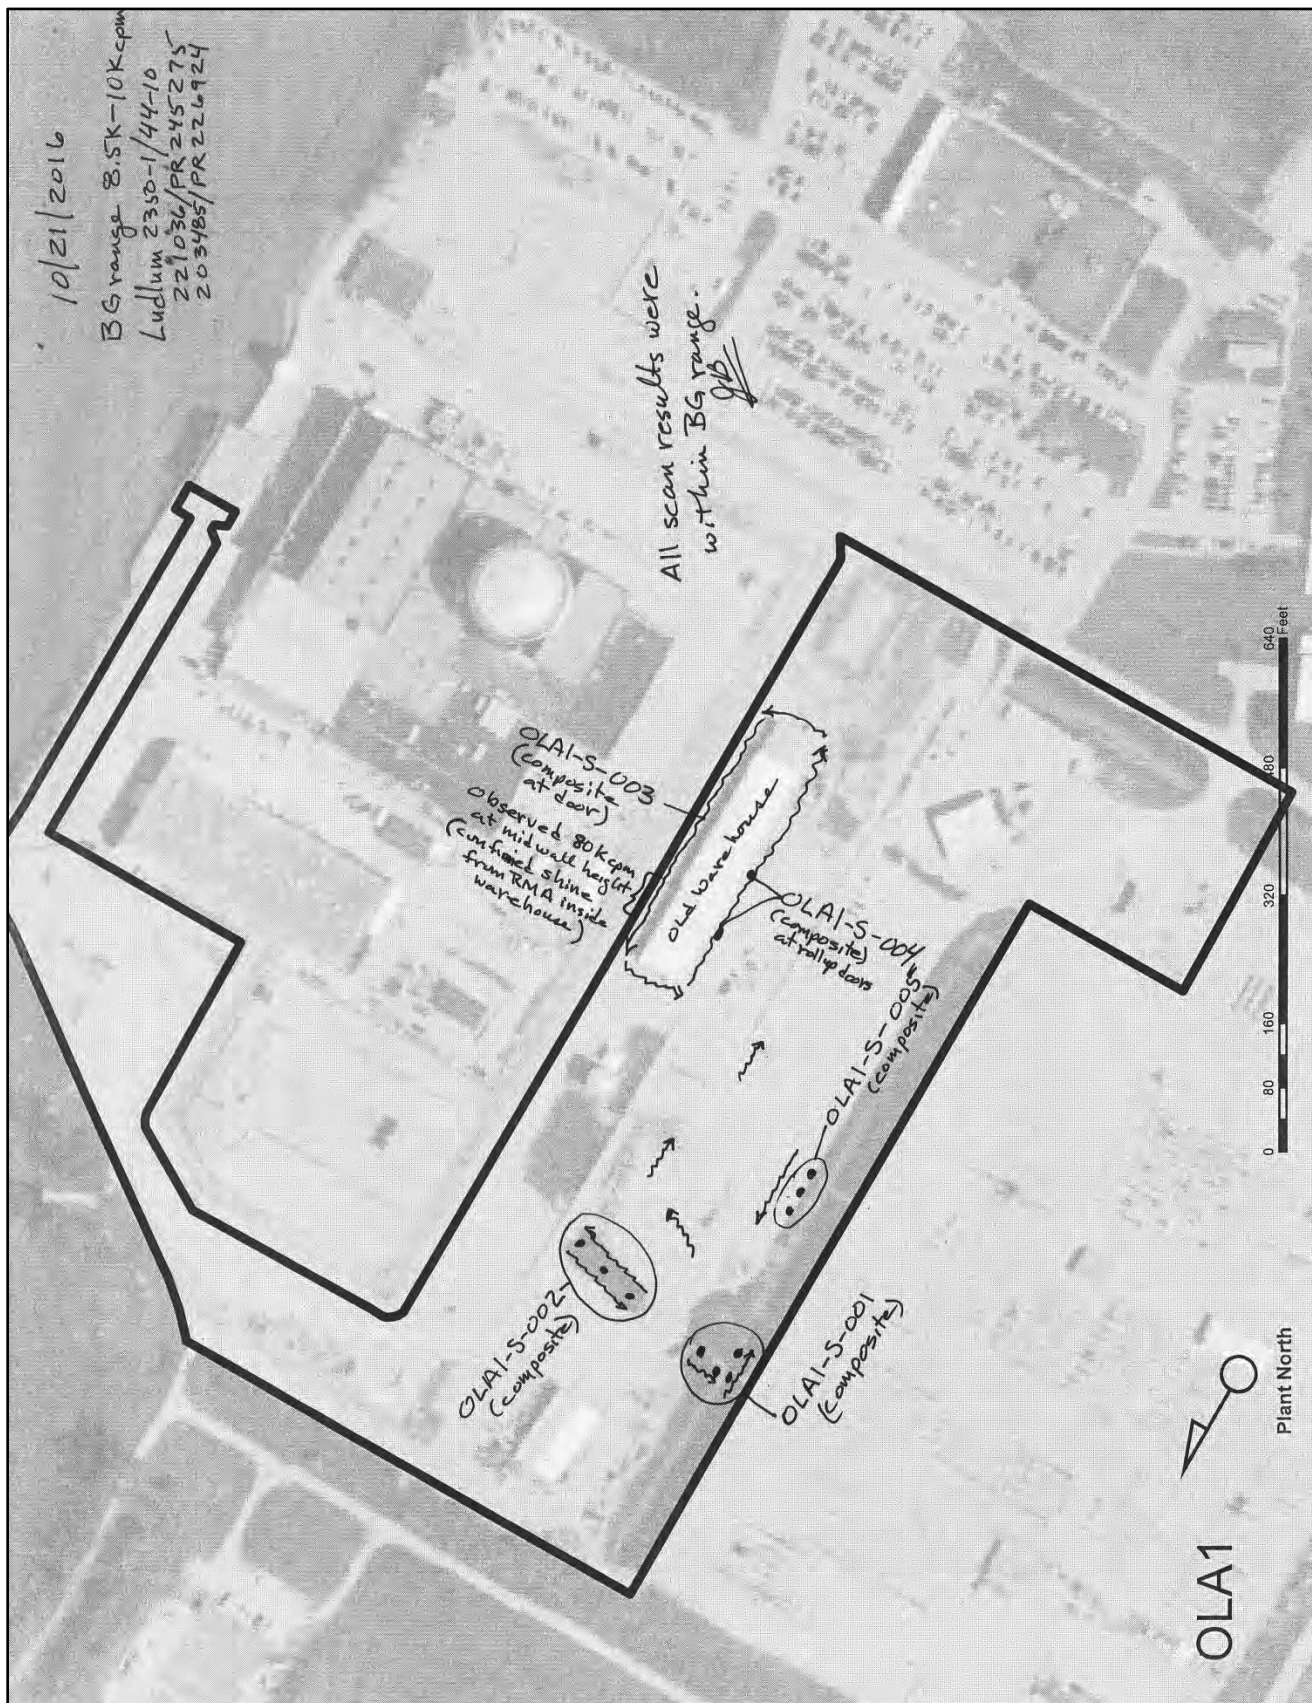 10/21/2016
BG range 8.5K-10Kcpm
Ludlum 2350-1/44-10
221036/PR245275
203485/PR226924
All scan results were
within BG range.
OLA1-S-003
(composite
at door)
observed 80Kcpm
at midwall height
(confirmed shine
from RMA inside
warehouse)
Old warehouse
OLA1-S-004
(composite)
at rollup doors
OLA1-S-005
(composite)
OLA1-S-002
(composite)
OLA1-S-001
(composite)
0 80 160 320 480 640
Feet
Plant North
OLA1